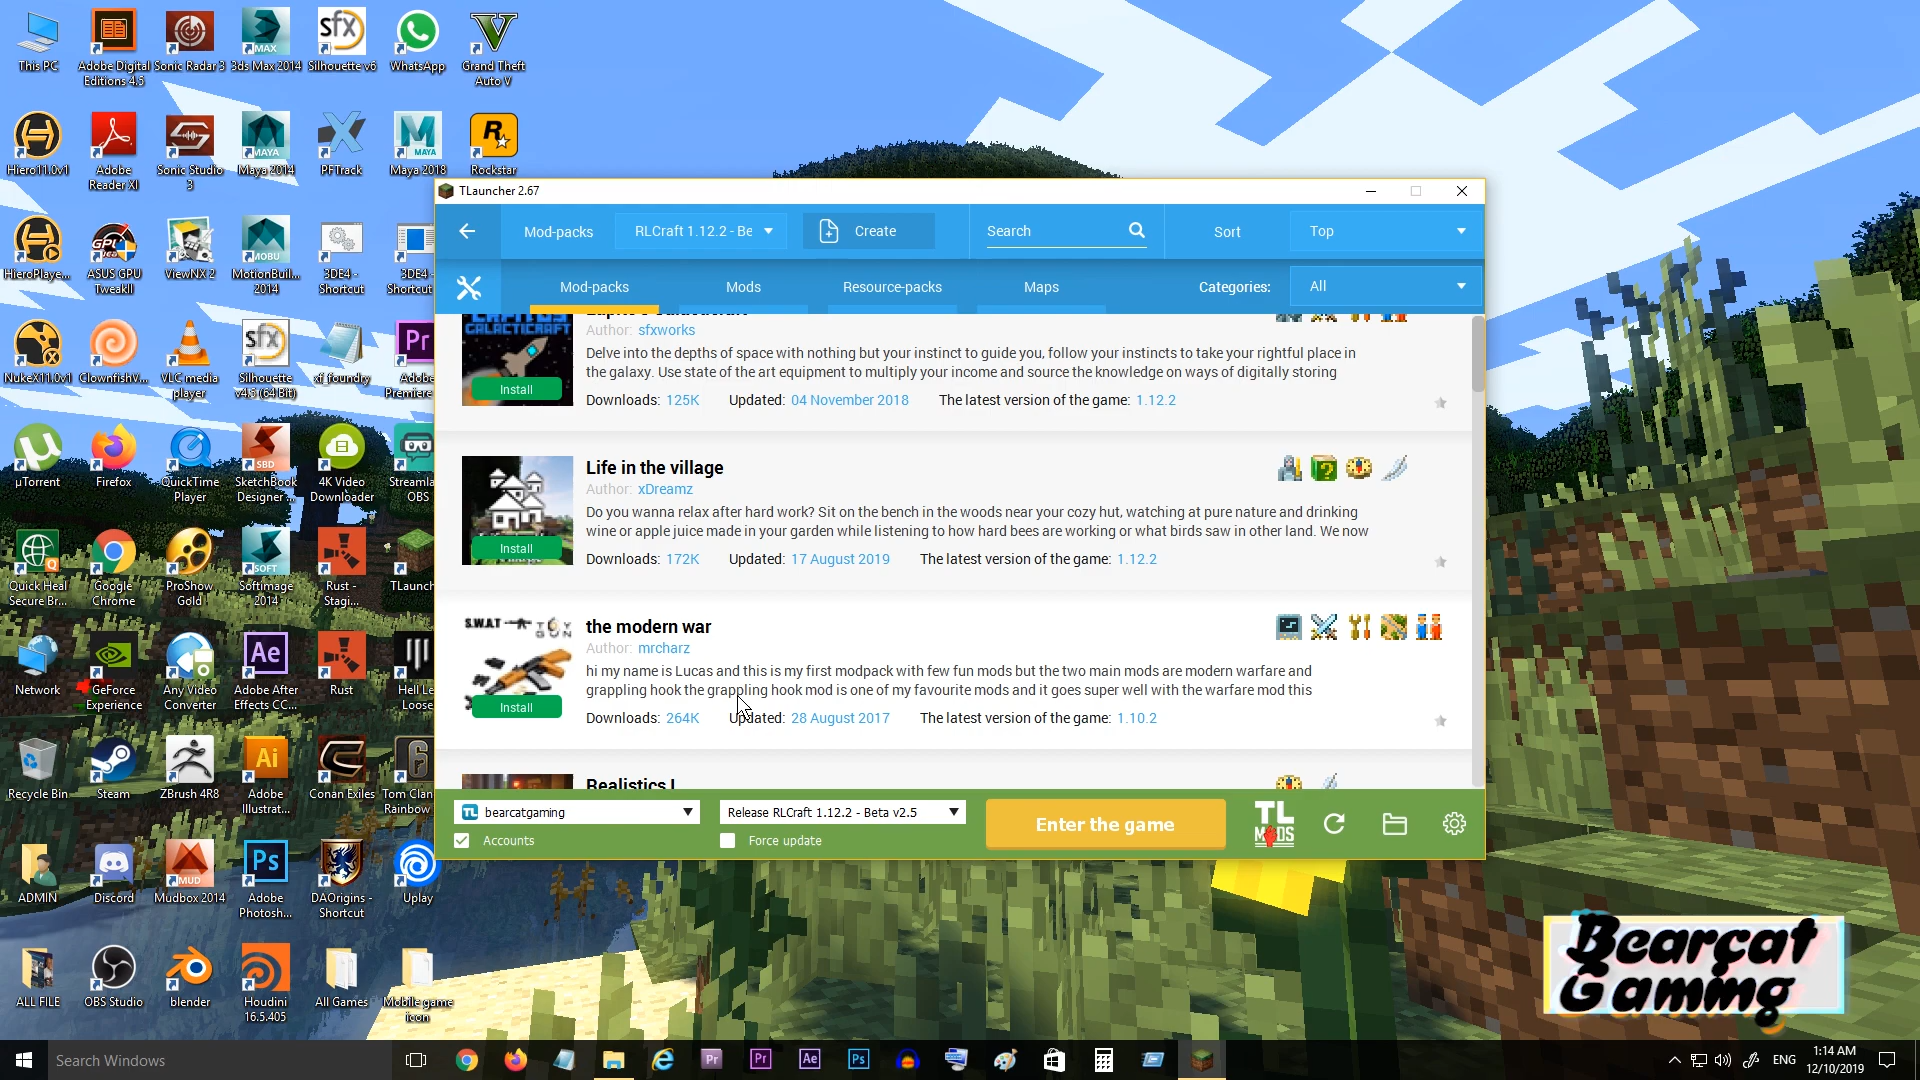 This PC
Adobe Digital
Editions 4.5
Sonic Radar 3
3ds Max 2014
Silhouette v6
WhatsApp
Grand Theft
Auto V
Hiero11.0v1
Adobe
Reader XI
Sonic Studio
3
Maya 2014
PFTrack
Maya 2018
Rockstar
TLauncher 2.67
Mod-packs
RLCraft 1.12.2 - Be
Create
Search
Sort
Top
HieroPlaye...
ASUS GPU
TweakII
ViewNX 2
MotionBuil...
2014
3DE4 -
Shortcut
3DE4 -
Shortcut
Mod-packs
Mods
Resource-packs
Maps
Categories:
All
NukeX11.0v1
ClownfishV...
VLC media
player
Silhouette
v4.5 (64 Bit)
xf_foundry
Adobe
Premiere
Author: sfxworks
Delve into the depths of space with nothing but your instinct to guide you, follow your instincts to take your rightful place in
the galaxy. Use state of the art equipment to multiply your income and source the knowledge on ways of digitally storing
Install
Downloads: 125K
Updated: 04 November 2018
The latest version of the game: 1.12.2
µTorrent
Firefox
QuickTime
Player
SketchBook
Designer ...
4K Video
Downloader
Streamla
OBS
Life in the village
Author: xDreamz
Do you wanna relax after hard work? Sit on the bench in the woods near your cozy hut, watching at pure nature and drinking
wine or apple juice made in your garden while listening to how hard bees are working or what birds saw in other land. We now
Install
Downloads: 172K
Updated: 17 August 2019
The latest version of the game: 1.12.2
Quick Heal
Secure Br...
Google
Chrome
ProShow
Gold
Softimage
2014
Rust -
Stagi...
TLaunch
S.W.A.T
TOY
GUN
the modern war
Author: mrcharz
hi my name is Lucas and this is my first modpack with few fun mods but the two main mods are modern warfare and
grappling hook the grappling hook mod is one of my favourite mods and it goes super well with the warfare mod this
Install
Downloads: 264K
Updated: 28 August 2017
The latest version of the game: 1.10.2
Network
GeForce
Experience
Any Video
Converter
Adobe After
Effects CC...
Rust
Hell Le
Loose
Realistics I
Recycle Bin
Steam
ZBrush 4R8
Adobe
Illustrat...
Conan Exiles
Tom Clan
Rainbow
TL bearcatgaming
Release RLCraft 1.12.2 - Beta v2.5
Enter the game
TL
MODS
Accounts
Force update
ADMIN
Discord
Mudbox 2014
Adobe
Photosh...
DAOrigins -
Shortcut
Uplay
ALL FILE
OBS Studio
blender
Houdini
16.5.405
All Games
Mobile game
icon
Bearcat
Gaming
Search Windows
ENG
1:14 AM
12/10/2019